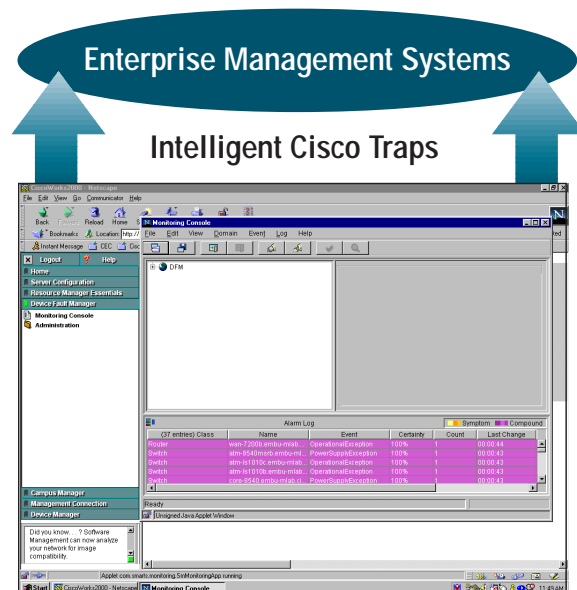 Enterprise Management Systems
Intelligent Cisco Traps
CiscoWorks2000 - Netscape
File Edit View Go Communicator Help
Back Reload Home
Monitoring Console
Bookmarks Location: http://
File Edit View Domain Event Log Help
Instant Message CEC Cisc
Logout Help
DFM
Home
Server Configuration
Resource Manager Essentials
Device Fault Manager
Monitoring Console
Administration
Alarm Log Symptom Compound
(37 entries) Class Name Event Certainty Count Last Change
Router wan-7200b.embu-mlab... OperationalException 100% 1 00:00:44
Switch atm-8540msrb.embu-ml... PowerSupplyException 100% 1 00:00:43
Switch atm-ls1010c.embu-mlab... OperationalException 100% 1 00:00:43
Switch atm-ls1010b.embu-mlab... OperationalException 100% 1 00:00:43
Switch core-8540.embu-mlab.ci... PowerSupplyException 100% 1 00:00:43
Campus Manager
Management Connection
Device Manager
Ready
Unsigned Java Applet Window
Did you know. . . ? Software
Management can now analyze
your network for image
compatibility.
Applet com.smarts.monitoring.SmMonitoringApp running
Start CiscoWorks2000 - Netscape Monitoring Console 11:49 AM